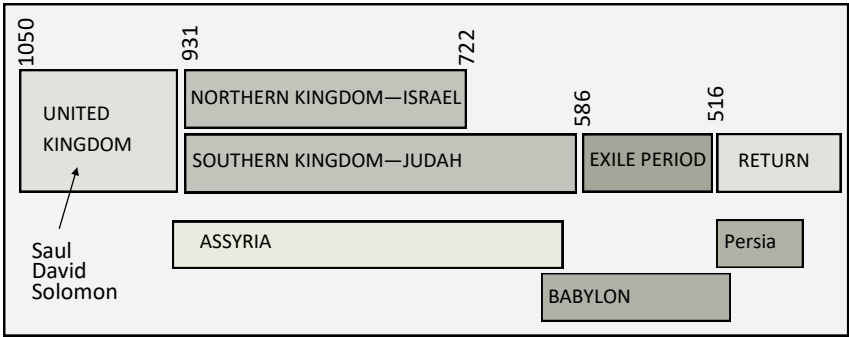 1050
931
722
NORTHERN KINGDOM—ISRAEL
UNITED
KINGDOM
586
516
SOUTHERN KINGDOM—JUDAH
EXILE PERIOD
RETURN
Saul
David
Solomon
ASSYRIA
Persia
BABYLON